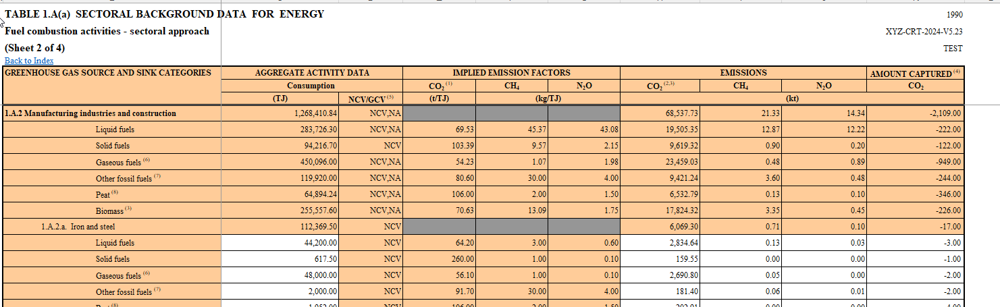 TABLE 1.A(a) SECTORAL BACKGROUND DATA FOR ENERGY 1990
Fuel combustion activities - sectoral approach XYZ-CRT-2024-V5.23
(Sheet 2 of 4) TEST
Back to Index
GREENHOUSE GAS SOURCE AND SINK CATEGORIES AGGREGATE ACTIVITY DATA IMPLIED EMISSION FACTORS EMISSIONS AMOUNT CAPTURED (4)
Consumption CO₂ (1) CH₄ N₂O CO₂ (2,3) CH₄ N₂O CO₂
(TJ) NCV/GCV (5) (t/TJ) (kg/TJ) (kt)
1.A.2 Manufacturing industries and construction 1,268,410.84 NCV,NA 68,537.73 21.33 14.34 -2,109.00
Liquid fuels 283,726.30 NCV,NA 69.53 45.37 43.08 19,505.35 12.87 12.22 -222.00
Solid fuels 94,216.70 NCV 103.39 9.57 2.15 9,619.32 0.90 0.20 -122.00
Gaseous fuels (6) 450,096.00 NCV,NA 54.23 1.07 1.98 23,459.03 0.48 0.89 -949.00
Other fossil fuels (7) 119,920.00 NCV,NA 80.60 30.00 4.00 9,421.24 3.60 0.48 -244.00
Peat (8) 64,894.24 NCV,NA 106.00 2.00 1.50 6,532.79 0.13 0.10 -346.00
Biomass (3) 255,557.60 NCV,NA 70.63 13.09 1.75 17,824.32 3.35 0.45 -226.00
1.A.2.a. Iron and steel 112,369.50 NCV 6,069.30 0.71 0.10 -17.00
Liquid fuels 44,200.00 NCV 64.20 3.00 0.60 2,834.64 0.13 0.03 -3.00
Solid fuels 617.50 NCV 260.00 1.00 0.10 159.55 0.00 0.00 -1.00
Gaseous fuels (6) 48,000.00 NCV 56.10 1.00 0.10 2,690.80 0.05 0.00 -2.00
Other fossil fuels (7) 2,000.00 NCV 91.70 30.00 4.00 181.40 0.06 0.01 -2.00